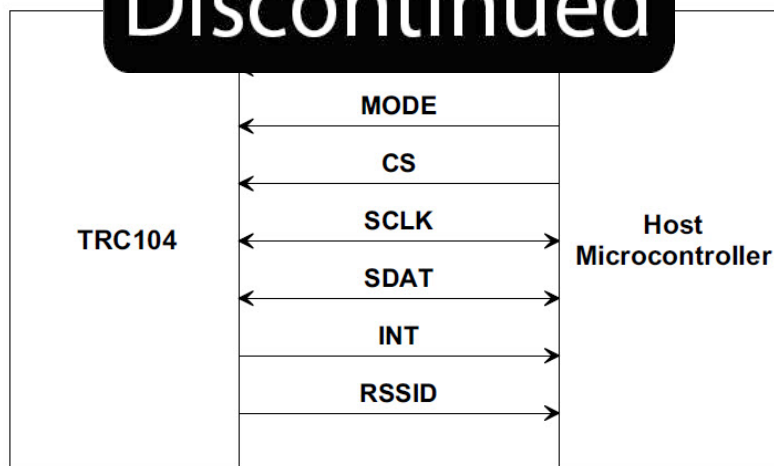 Discontinued
MODE
CS
SCLK
TRC104
Host
Microcontroller
SDAT
INT
RSSID